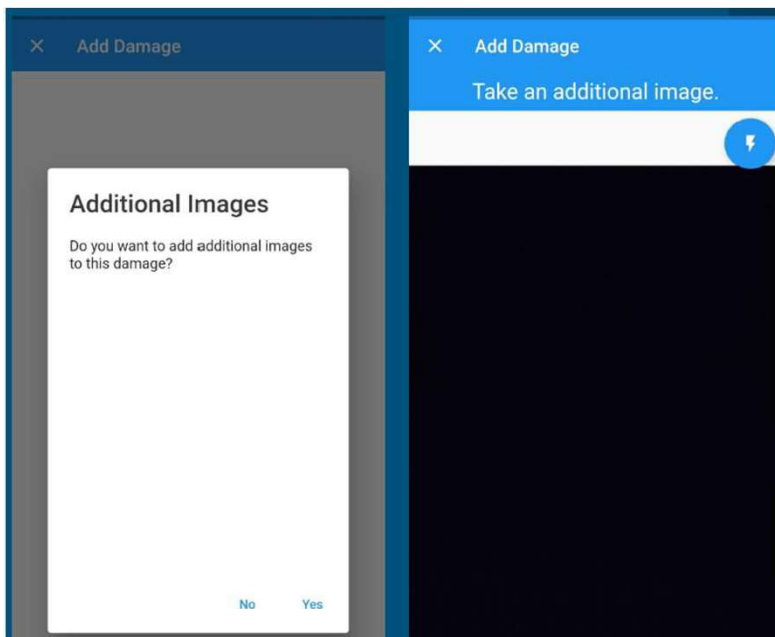 Add Damage
Additional Images
Do you want to add additional images
to this damage?
No Yes
Add Damage
Take an additional image.